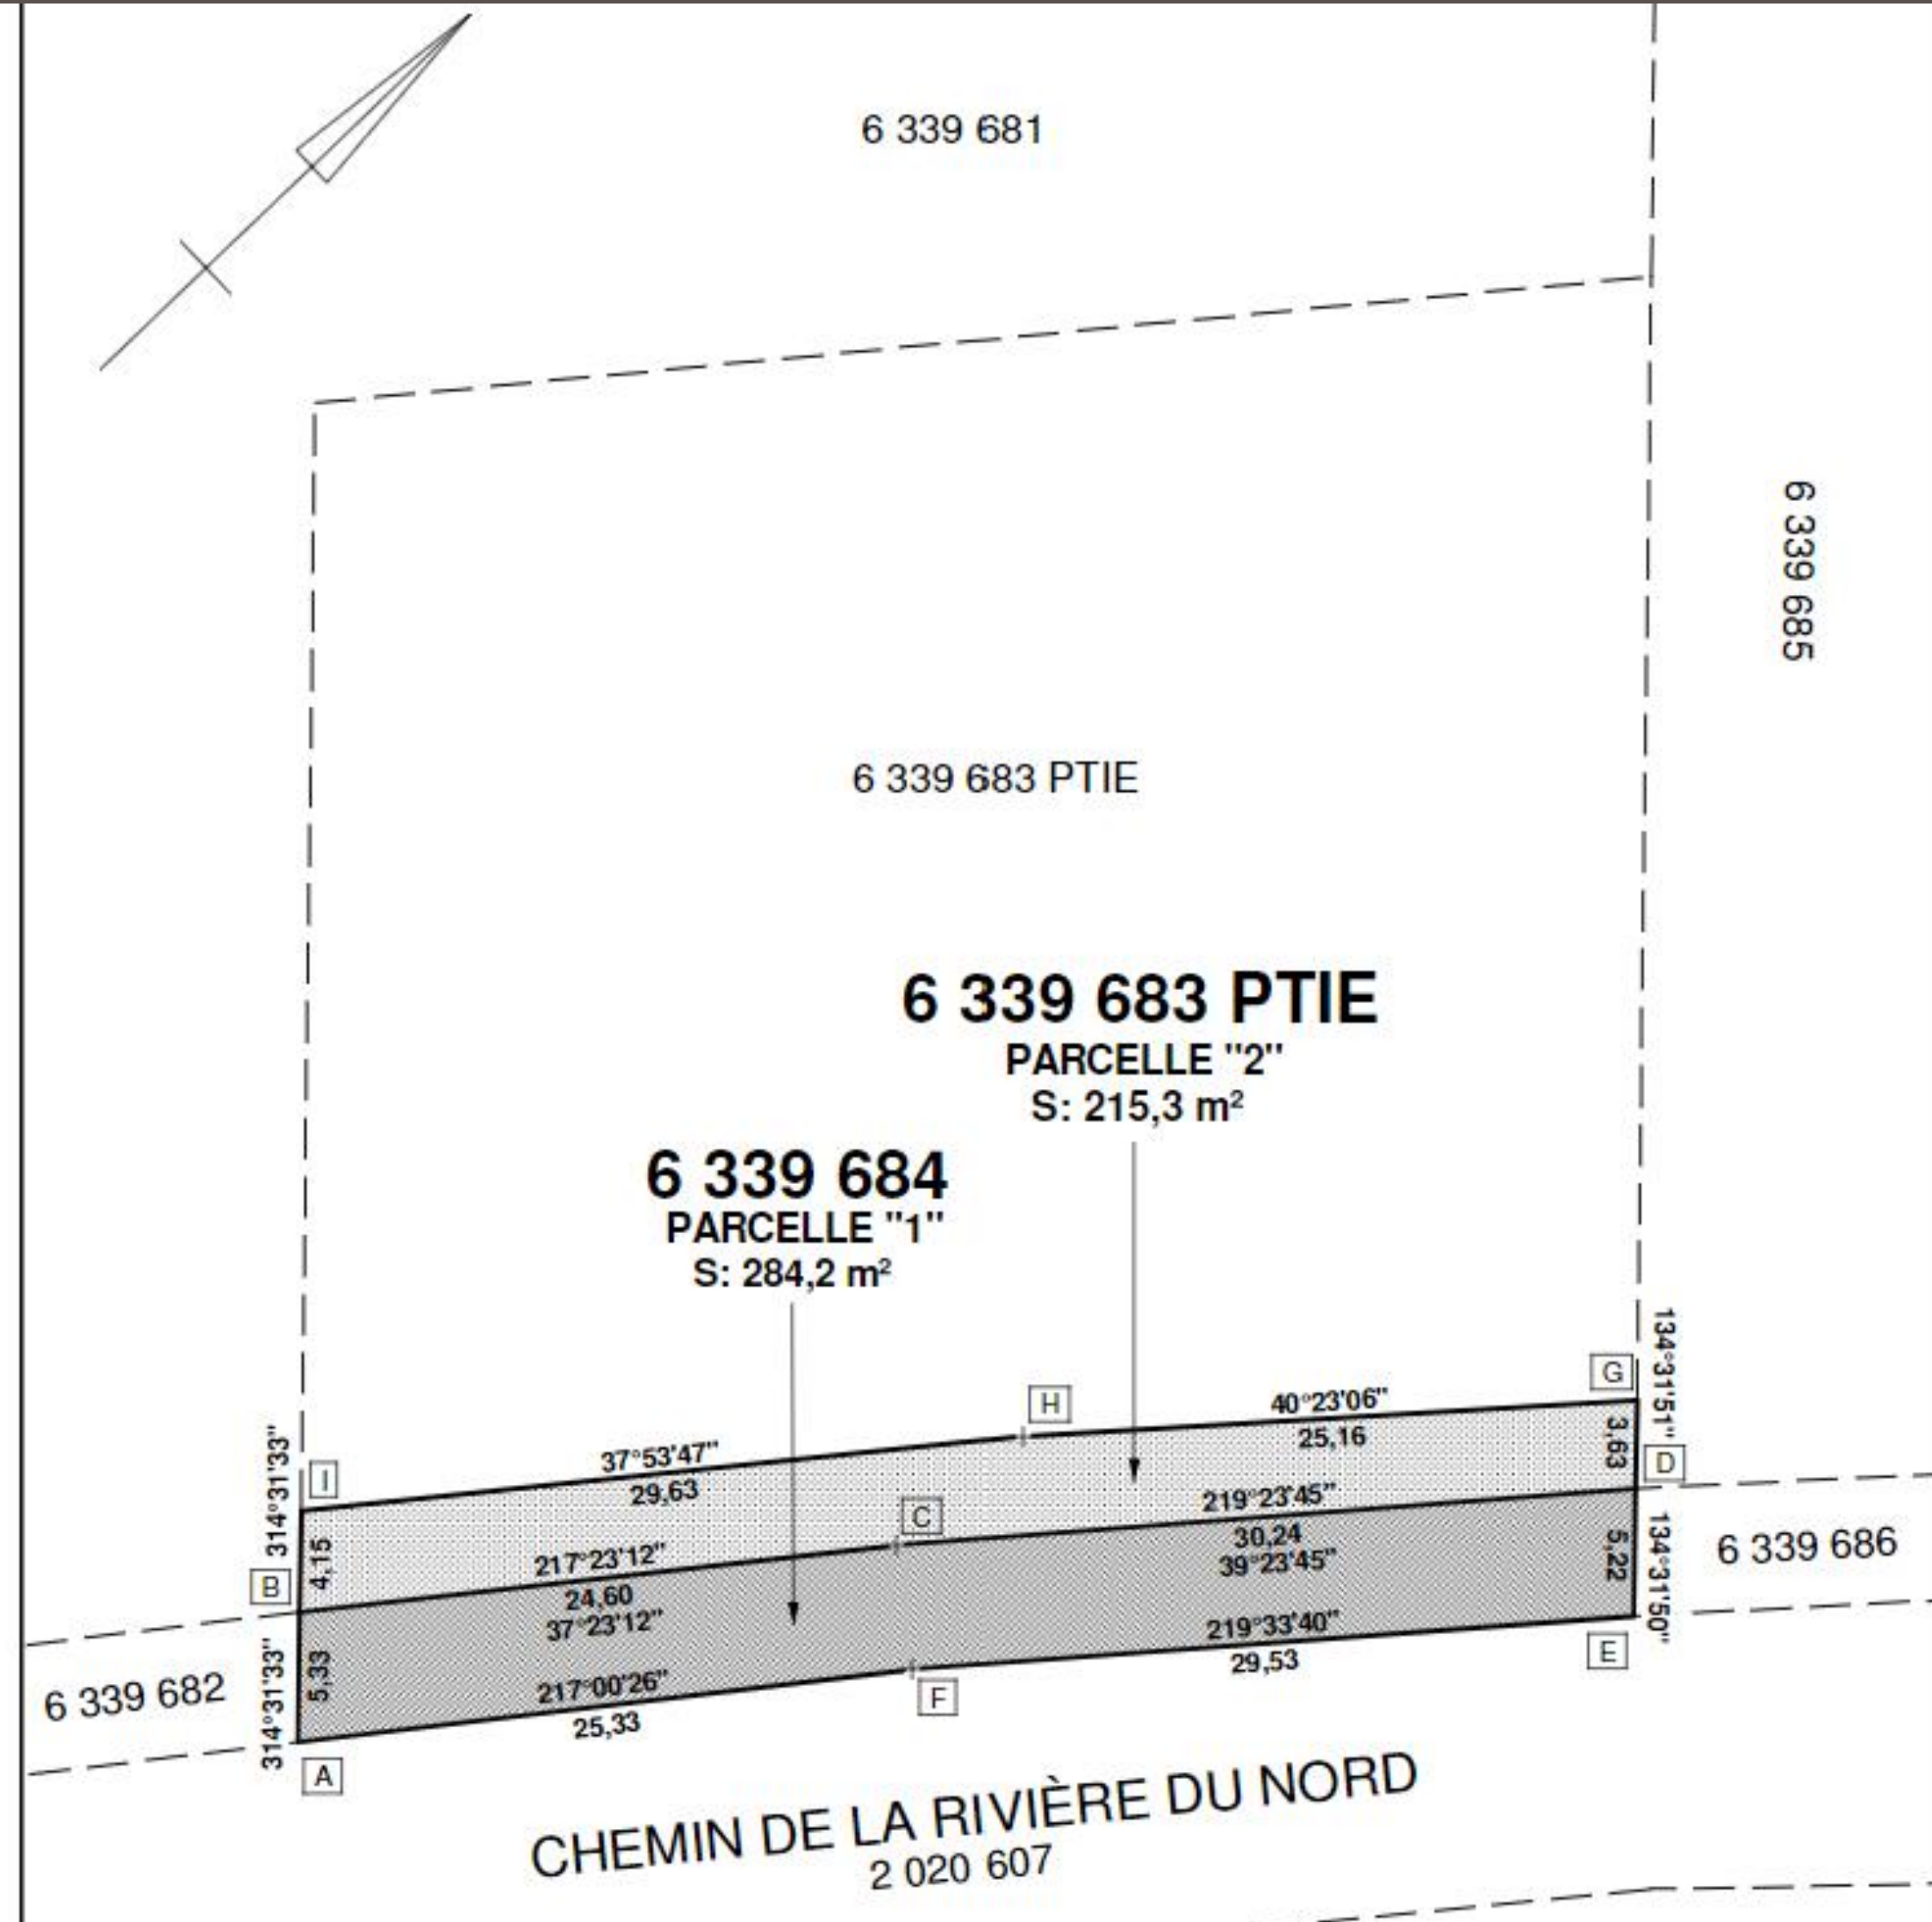 6 339 681
6 339 685
6 339 683 PTIE
6 339 683 PTIE
PARCELLE "2"
S: 215,3 m²
6 339 684
PARCELLE "1"
S: 284,2 m²
134°31'51"
G
H
40°23'06"
25,16
3,63
D
314°31'33"
I
37°53'47"
29,63
C
219°23'45"
30,24
39°23'45"
5,22
134°31'50"
6 339 686
B
4,15
217°23'12"
24,60
37°23'12"
219°33'40"
29,53
E
6 339 682
314°31'33"
5,33
217°00'26"
25,33
F
A
CHEMIN DE LA RIVIÈRE DU NORD
2 020 607